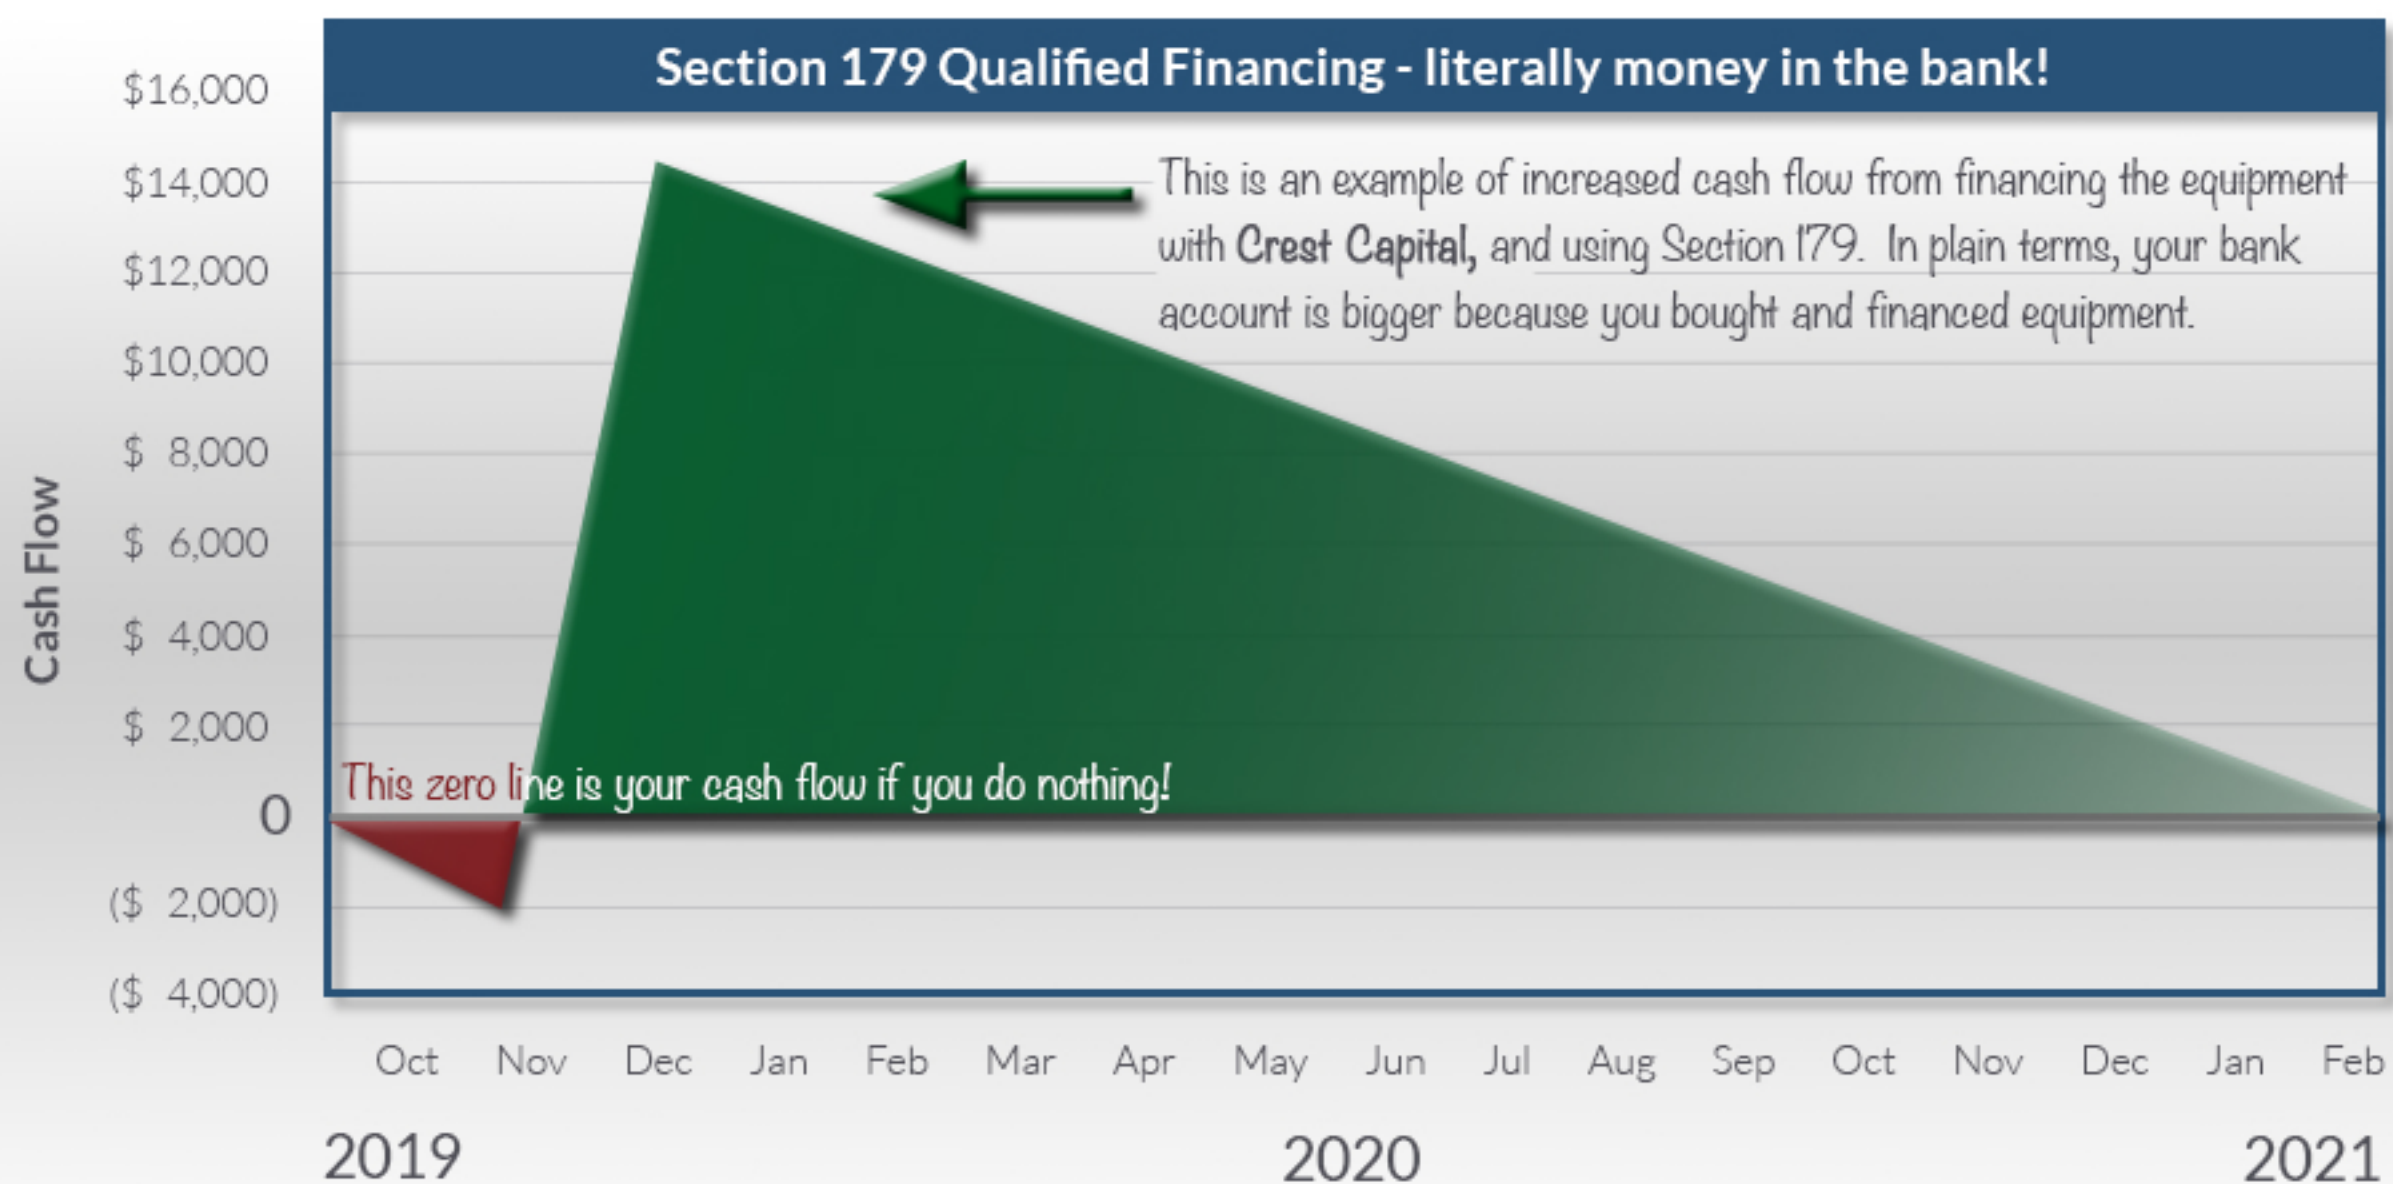 Section 179 Qualified Financing - literally money in the bank!
$16,000
$14,000
$12,000
$10,000
$ 8,000
$ 6,000
$ 4,000
$ 2,000
0
($ 2,000)
($ 4,000)
Cash Flow
This is an example of increased cash flow from financing the equipment
with Crest Capital, and using Section 179. In plain terms, your bank
account is bigger because you bought and financed equipment.
This zero line is your cash flow if you do nothing!
Oct Nov Dec Jan Feb Mar Apr May Jun Jul Aug Sep Oct Nov Dec Jan Feb
2019 2020 2021